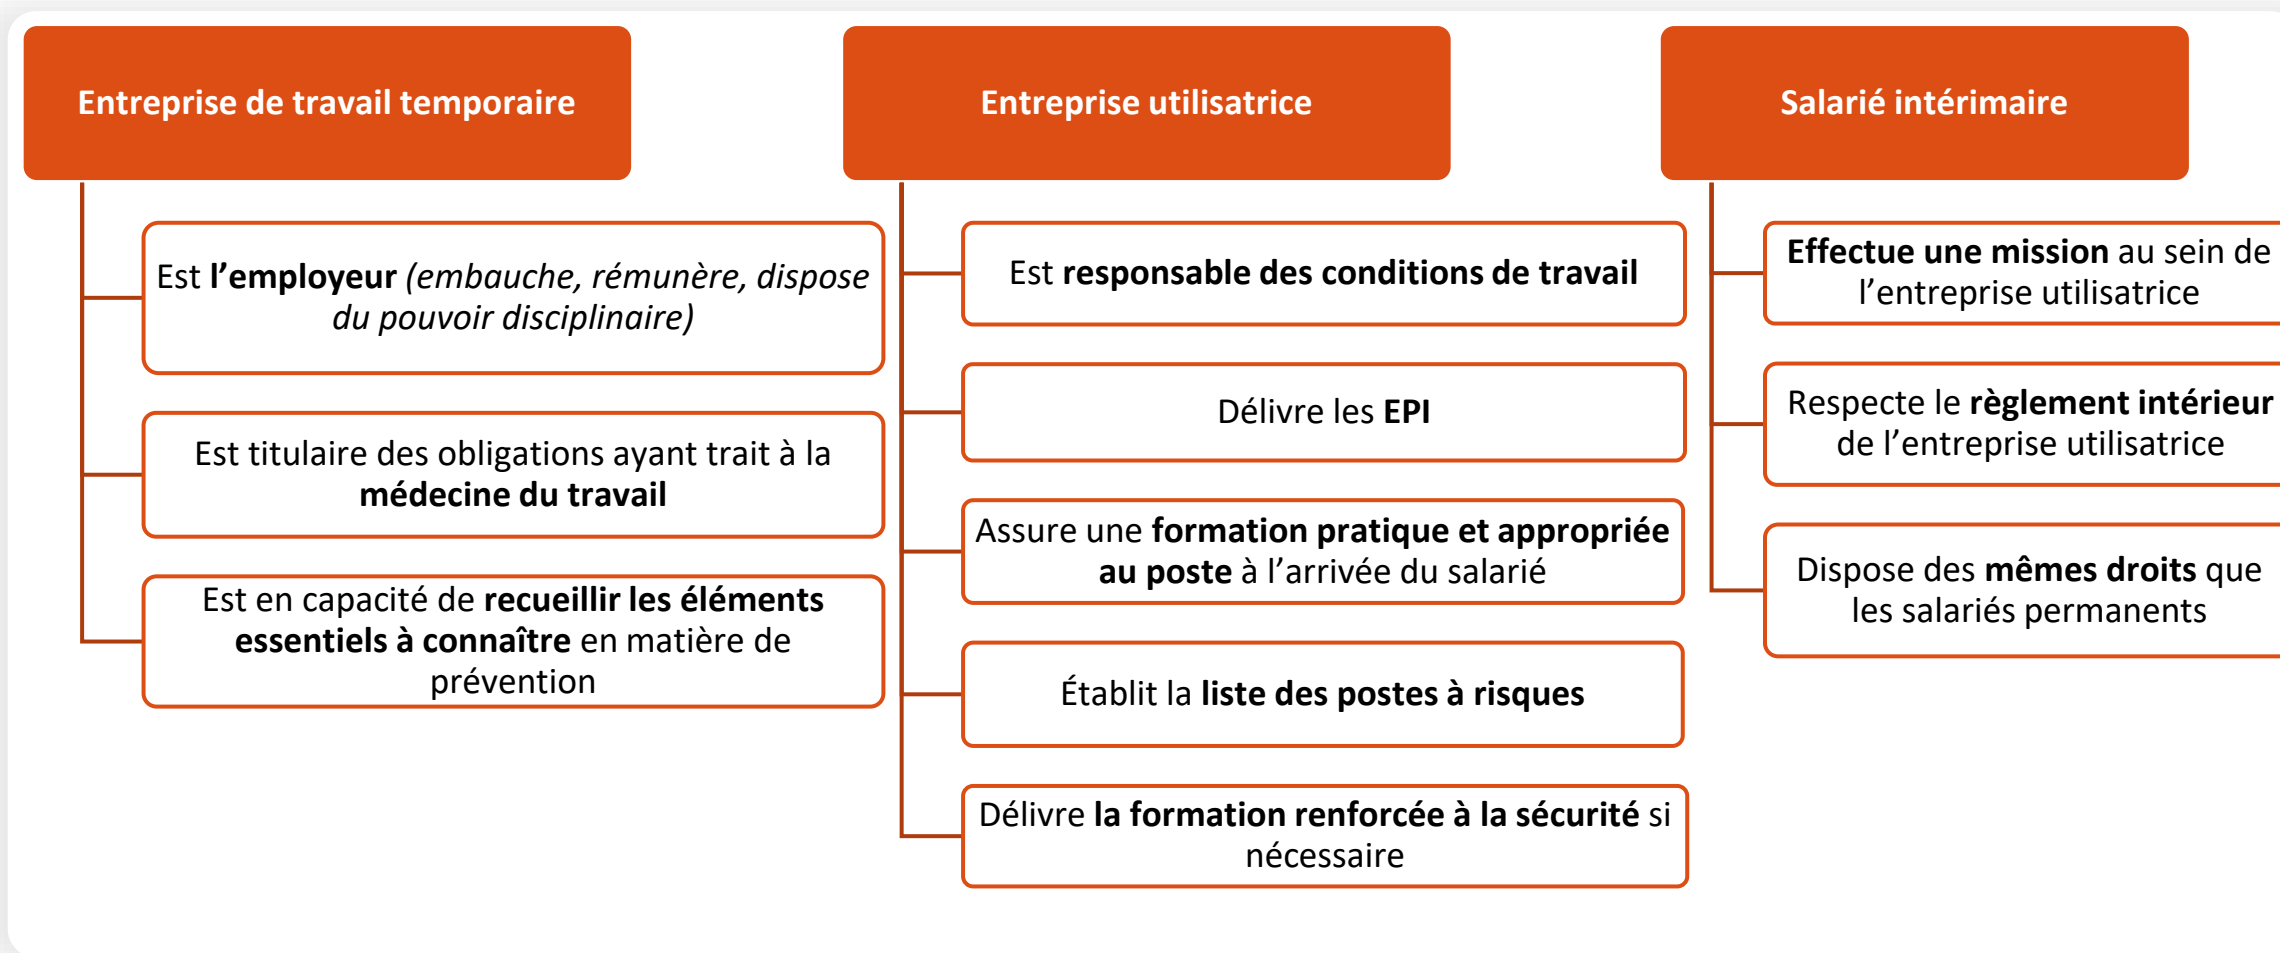 Entreprise de travail temporaire
Est l’employeur (embauche, rémunère, dispose
du pouvoir disciplinaire)
Est titulaire des obligations ayant trait à la
médecine du travail
Est en capacité de recueillir les éléments
essentiels à connaître en matière de
prévention
Entreprise utilisatrice
Est responsable des conditions de travail
Délivre les EPI
Assure une formation pratique et appropriée
au poste à l’arrivée du salarié
Établit la liste des postes à risques
Délivre la formation renforcée à la sécurité si
nécessaire
Salarié intérimaire
Effectue une mission au sein de
l’entreprise utilisatrice
Respecte le règlement intérieur
de l’entreprise utilisatrice
Dispose des mêmes droits que
les salariés permanents